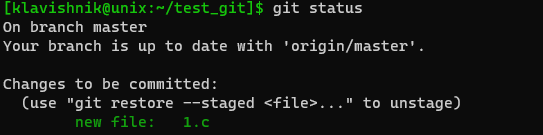 [klavishnik@unix:~/test_git]$ git status
On branch master
Your branch is up to date with 'origin/master'.

Changes to be committed:
  (use "git restore --staged <file>..." to unstage)
        new file:   1.c